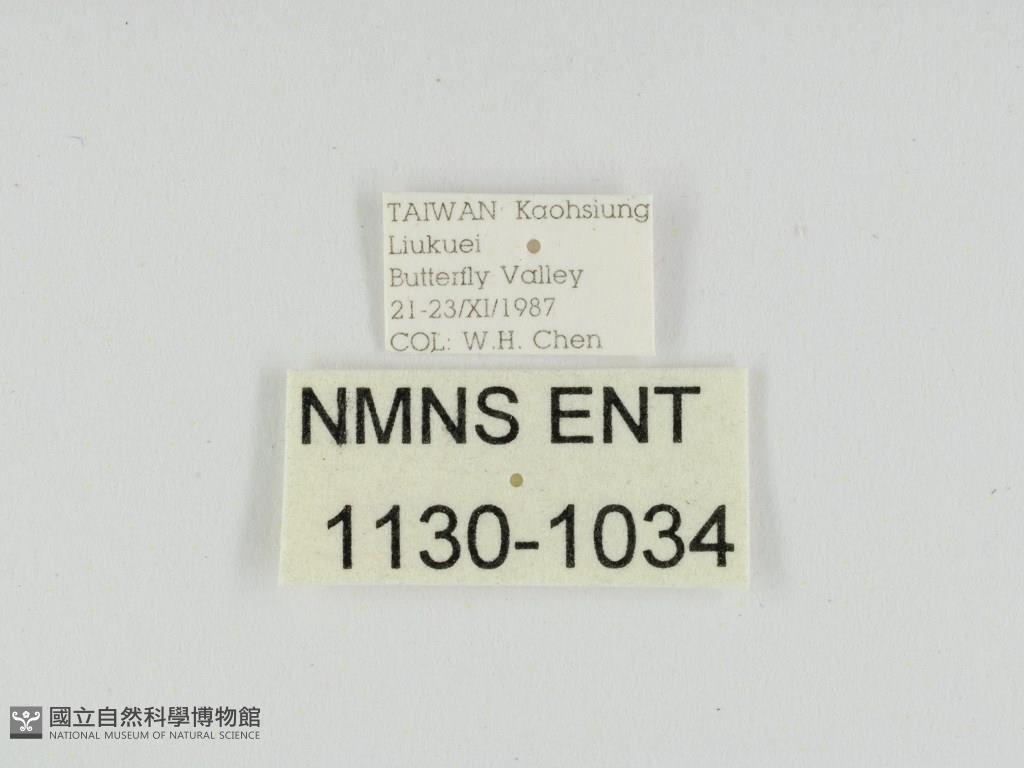 TAIWAN: Kaohsiung
Liukuei
Butterfly Valley
21-23/XI/1987
COL: W.H. Chen
NMNS ENT
1130-1034
國立自然科學博物館
NATIONAL MUSEUM OF NATURAL SCIENCE